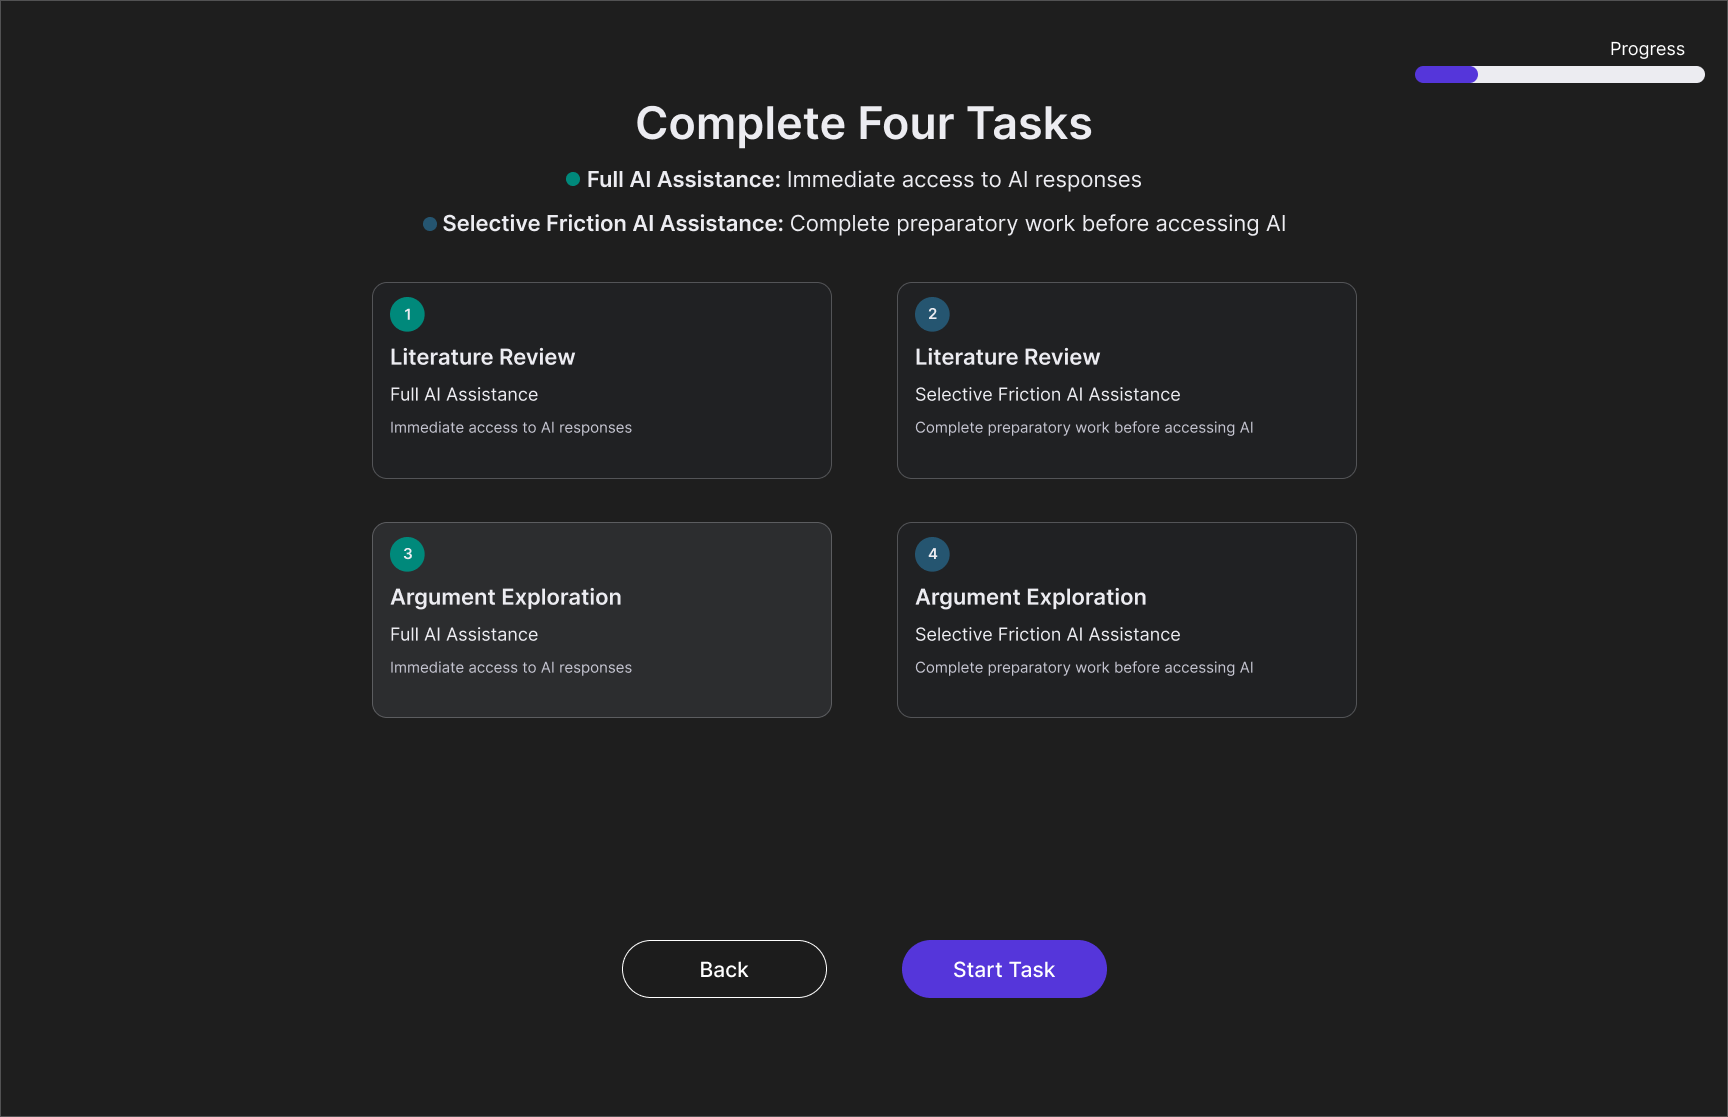 Progress
Complete Four Tasks
Full AI Assistance: Immediate access to AI responses
Selective Friction AI Assistance: Complete preparatory work before accessing AI
1
Literature Review
Full AI Assistance
Immediate access to AI responses
2
Literature Review
Selective Friction AI Assistance
Complete preparatory work before accessing AI
3
Argument Exploration
Full AI Assistance
Immediate access to AI responses
4
Argument Exploration
Selective Friction AI Assistance
Complete preparatory work before accessing AI
Back
Start Task